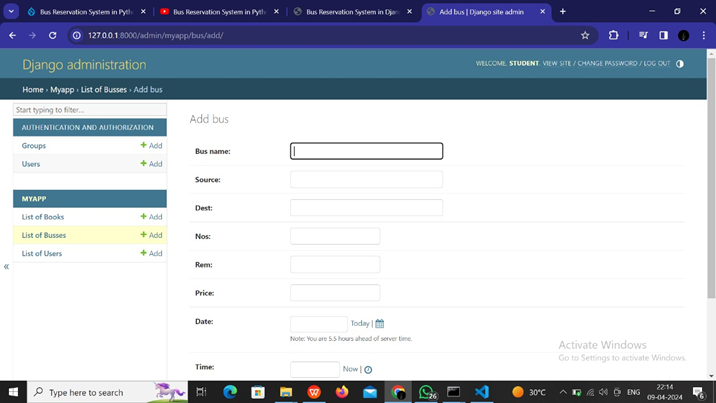 Bus Reservation System in Pyth
Bus Reservation System in Pyth
Bus Reservation System in Djan
Add bus | Django site admin
127.0.0.1:8000/admin/myapp/bus/add/
Django administration
WELCOME, STUDENT. VIEW SITE / CHANGE PASSWORD / LOG OUT
Home › Myapp › List of Busses › Add bus
Start typing to filter...
AUTHENTICATION AND AUTHORIZATION
Groups + Add
Users + Add
MYAPP
List of Books + Add
List of Busses + Add
List of Users + Add
«
Add bus
Bus name:
Source:
Dest:
Nos:
Rem:
Price:
Date:
Today |
Note: You are 5.5 hours ahead of server time.
Time:
Now |
Activate Windows
Go to Settings to activate Windows.
Type here to search
26
30°C
ENG
22:14
09-04-2024
6